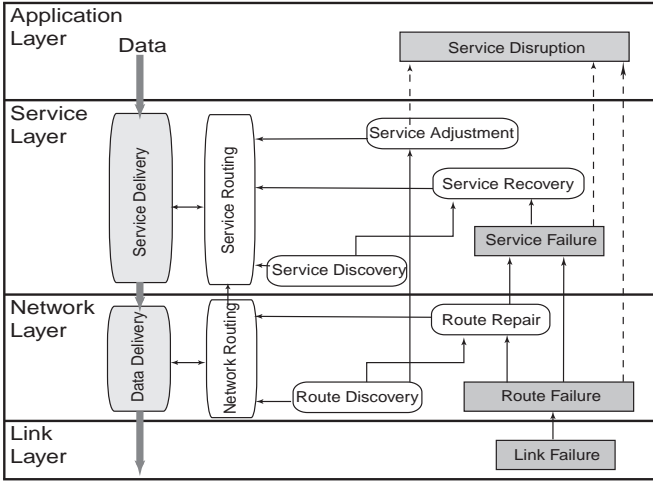 Application
Layer
Data
Service Disruption
Service
Layer
Service Delivery
Service Routing
Service Adjustment
Service Recovery
Service Failure
Service Discovery
Network
Layer
Data Delivery
Network Routing
Route Repair
Route Discovery
Route Failure
Link
Layer
Link Failure